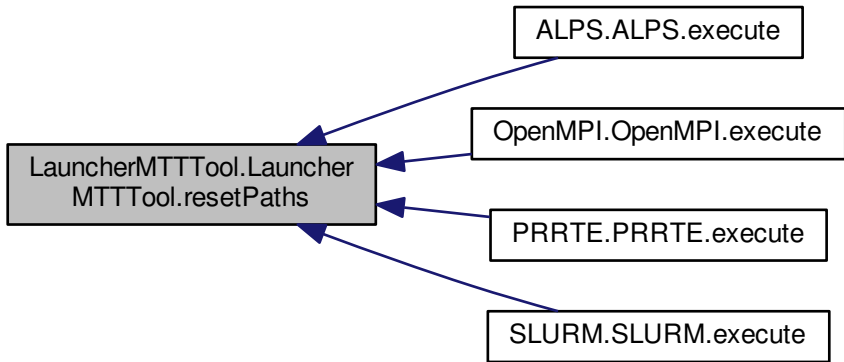 ALPS.ALPS.execute
OpenMPI.OpenMPI.execute
LauncherMTTTool.Launcher
MTTTool.resetPaths
PRRTE.PRRTE.execute
SLURM.SLURM.execute